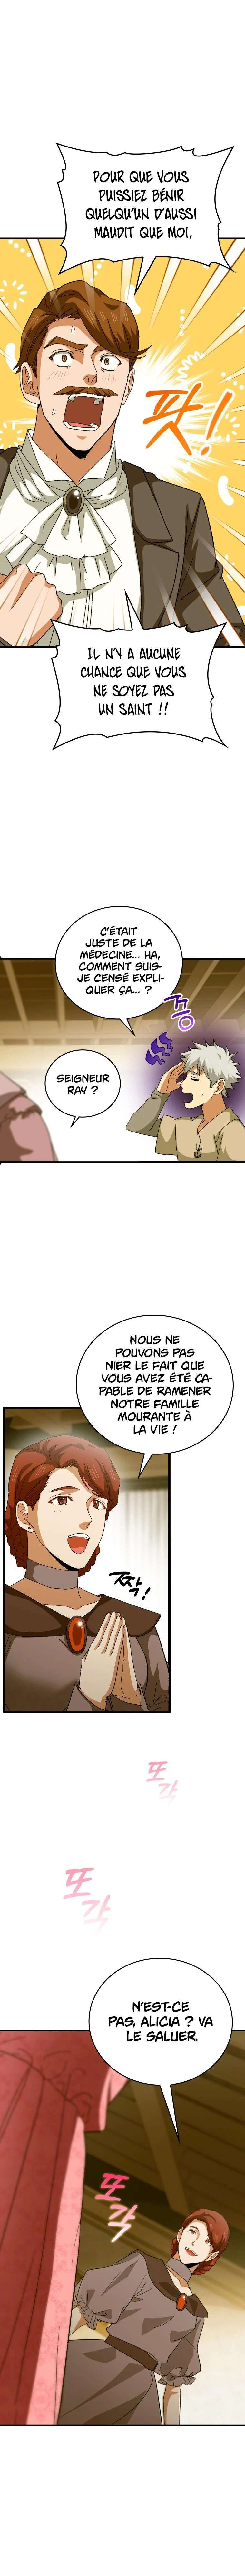 POUR QUE VOUS
PUISSIEZ BÉNIR
QUELQU'UN D'AUSSI
MAUDIT QUE MOI,
팟!
IL N'Y A AUCUNE
CHANCE QUE VOUS
NE SOYEZ PAS
UN SAINT !!
C'ÉTAIT
JUSTE DE LA
MÉDECINE... HA,
COMMENT SUIS-
JE CENSÉ EXPLI-
QUER ÇA... ?
SEIGNEUR
RAY ?
NOUS NE
POUVONS PAS
NIER LE FAIT QUE
VOUS AVEZ ÉTÉ CA-
PABLE DE RAMENER
NOTRE FAMILLE
MOURANTE À
LA VIE !
또
각
또
각
N'EST-CE
PAS, ALICIA ? VA
LE SALUER.
또
각